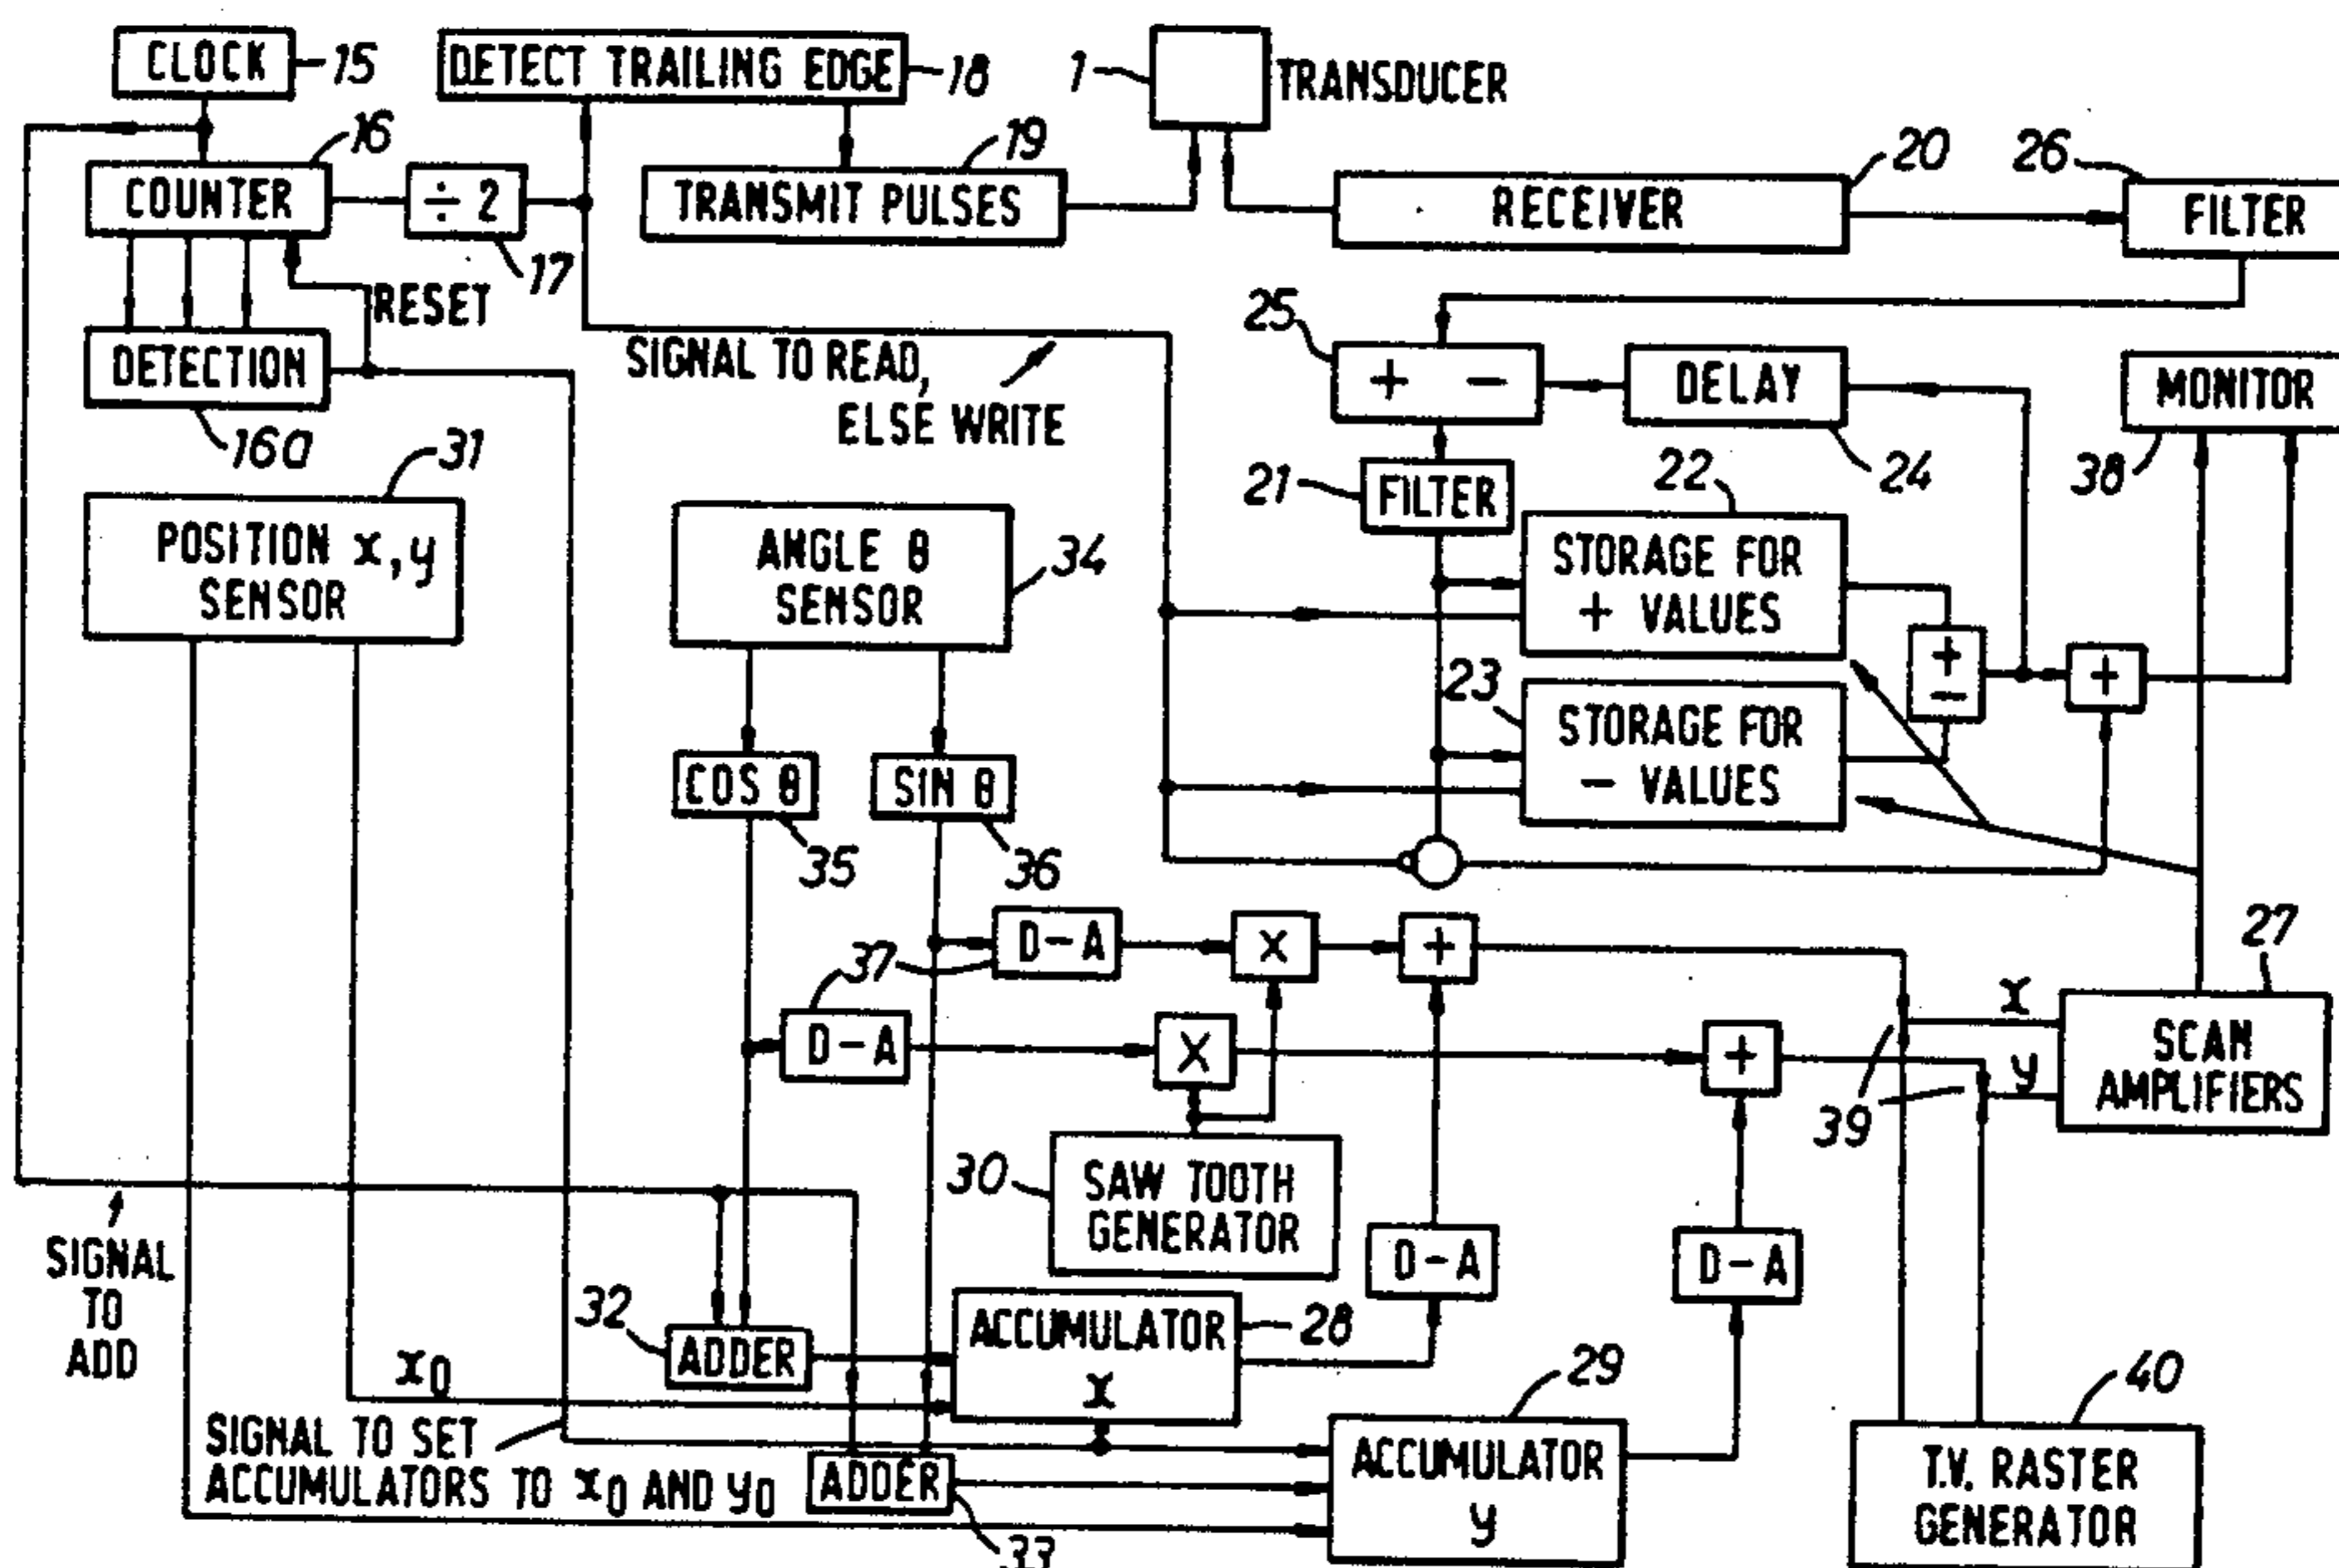 CLOCK
15
DETECT TRAILING EDGE
18
1
TRANSDUCER
16
COUNTER
÷ 2
17
19
TRANSMIT PULSES
20
RECEIVER
26
FILTER
RESET
DETECTION
16a
SIGNAL TO READ,
ELSE WRITE
25
+ -
DELAY
24
MONITOR
38
31
POSITION x, y
SENSOR
ANGLE θ
SENSOR
34
21
FILTER
22
STORAGE FOR
+ VALUES
23
STORAGE FOR
- VALUES
+
-
+
COS θ
35
SIN θ
36
37
D-A
X
+
D-A
X
+
27
x
y
39
SCAN
AMPLIFIERS
30
SAW TOOTH
GENERATOR
D-A
D-A
SIGNAL
TO
ADD
32
ADDER
ACCUMULATOR
x
28
x0
SIGNAL TO SET
ACCUMULATORS TO x0 AND y0
ADDER
33
29
ACCUMULATOR
y
40
T.V. RASTER
GENERATOR